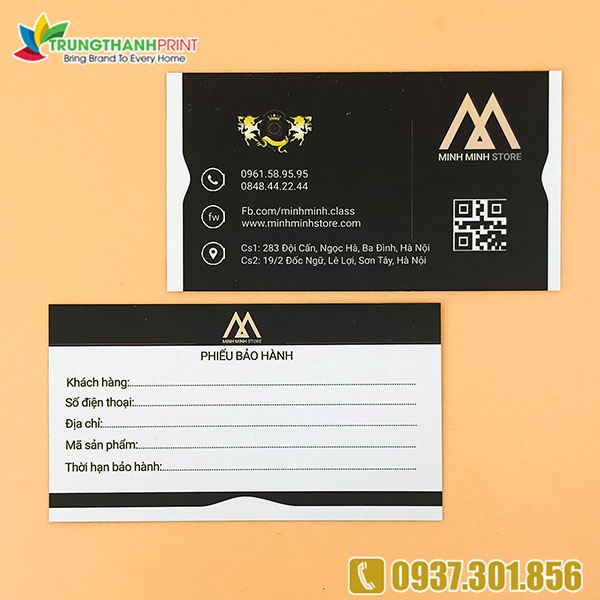 TRUNGTHANHPRINT
Bring Brand To Every Home
MINH MINH STORE
0961.58.95.95
0848.44.22.44
fw
Fb.com/minhminh.class
www.minhminhstore.com
Cs1: 283 Đội Cấn, Ngọc Hà, Ba Đình, Hà Nội
Cs2: 19/2 Đốc Ngữ, Lê Lợi, Sơn Tây, Hà Nội
MINH MINH STORE
PHIẾU BẢO HÀNH
Khách hàng:
Số điện thoại:
Địa chỉ:
Mã sản phẩm:
Thời hạn bảo hành:
0937.301.856